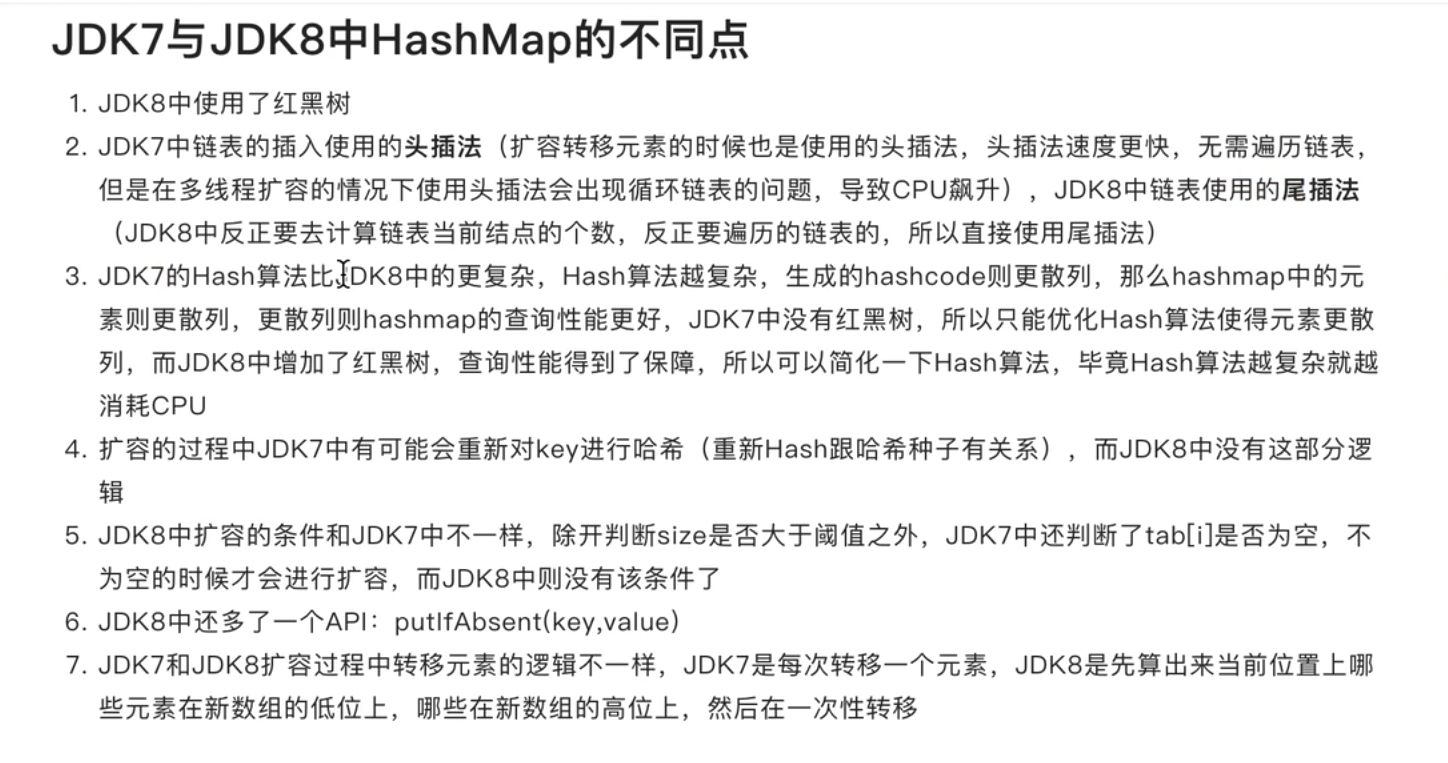 JDK7与JDK8中HashMap的不同点
1. JDK8中使用了红黑树
2. JDK7中链表的插入使用的头插法（扩容转移元素的时候也是使用的头插法，头插法速度更快，无需遍历链表，
但是在多线程扩容的情况下使用头插法会出现循环链表的问题，导致CPU飙升），JDK8中链表使用的尾插法
（JDK8中反正要去计算链表当前结点的个数，反正要遍历的链表的，所以直接使用尾插法）
3. JDK7的Hash算法比JDK8中的更复杂，Hash算法越复杂，生成的hashcode则更散列，那么hashmap中的元
素则更散列，更散列则hashmap的查询性能更好，JDK7中没有红黑树，所以只能优化Hash算法使得元素更散
列，而JDK8中增加了红黑树，查询性能得到了保障，所以可以简化一下Hash算法，毕竟Hash算法越复杂就越
消耗CPU
4. 扩容的过程中JDK7中有可能会重新对key进行哈希（重新Hash跟哈希种子有关系），而JDK8中没有这部分逻
辑
5. JDK8中扩容的条件和JDK7中不一样，除开判断size是否大于阈值之外，JDK7中还判断了tab[i]是否为空，不
为空的时候才会进行扩容，而JDK8中则没有该条件了
6. JDK8中还多了一个API：putIfAbsent(key,value)
7. JDK7和JDK8扩容过程中转移元素的逻辑不一样，JDK7是每次转移一个元素，JDK8是先算出来当前位置上哪
些元素在新数组的低位上，哪些在新数组的高位上，然后在一次性转移